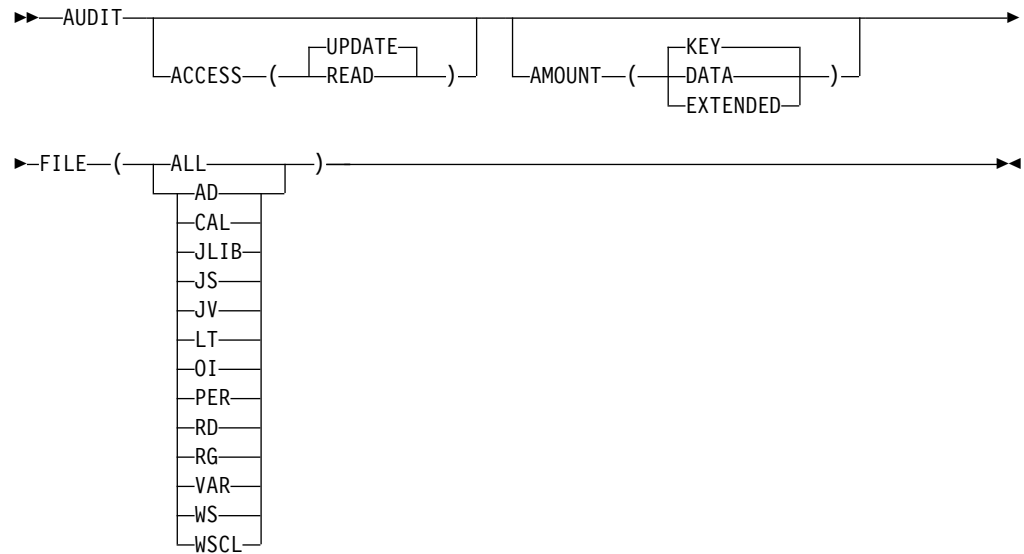 AUDIT
UPDATE KEY
ACCESS ( READ ) AMOUNT ( DATA )
EXTENDED
FILE ( ALL )
AD
CAL
JLIB
JS
JV
LT
OI
PER
RD
RG
VAR
WS
WSCL